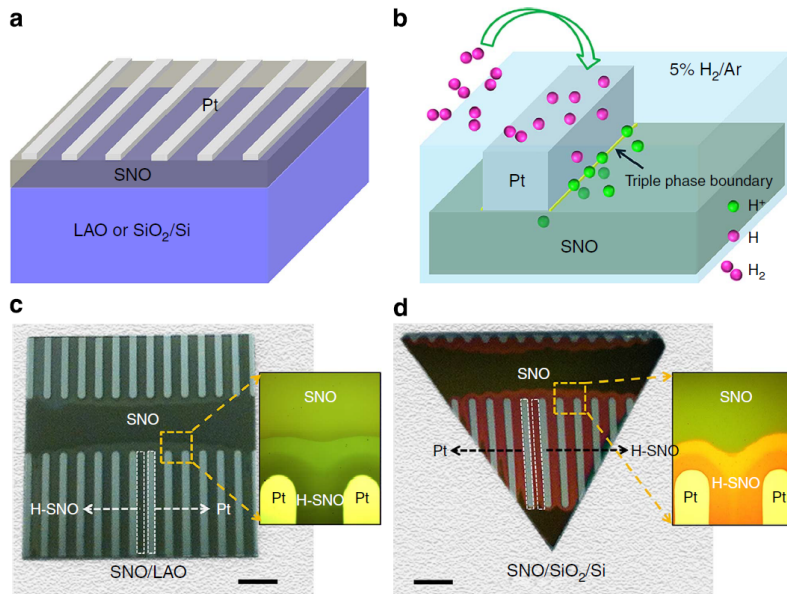 a
Pt
SNO
LAO or SiO₂/Si
b
5% H₂/Ar
Pt
Triple phase boundary
SNO
H⁺
H
H₂
c
SNO
SNO
H-SNO
Pt
Pt
H-SNO
Pt
SNO/LAO
d
SNO
SNO
Pt
H-SNO
Pt
H-SNO
Pt
SNO/SiO₂/Si